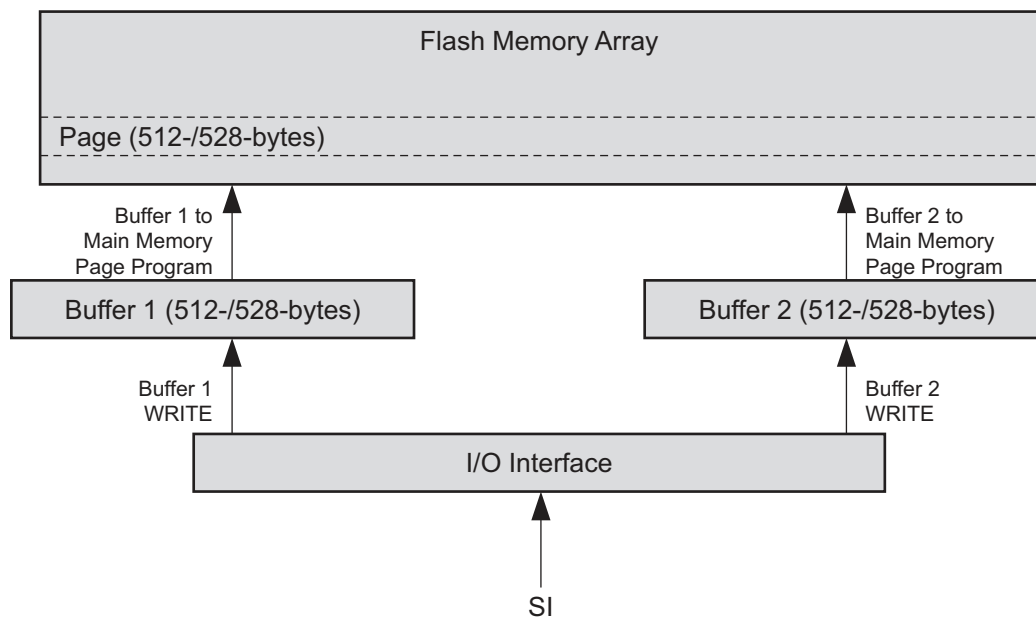 Flash Memory Array
Page (512-/528-bytes)
Buffer 1 to
Main Memory
Page Program
Buffer 2 to
Main Memory
Page Program
Buffer 1 (512-/528-bytes)
Buffer 2 (512-/528-bytes)
Buffer 1
WRITE
Buffer 2
WRITE
I/O Interface
SI